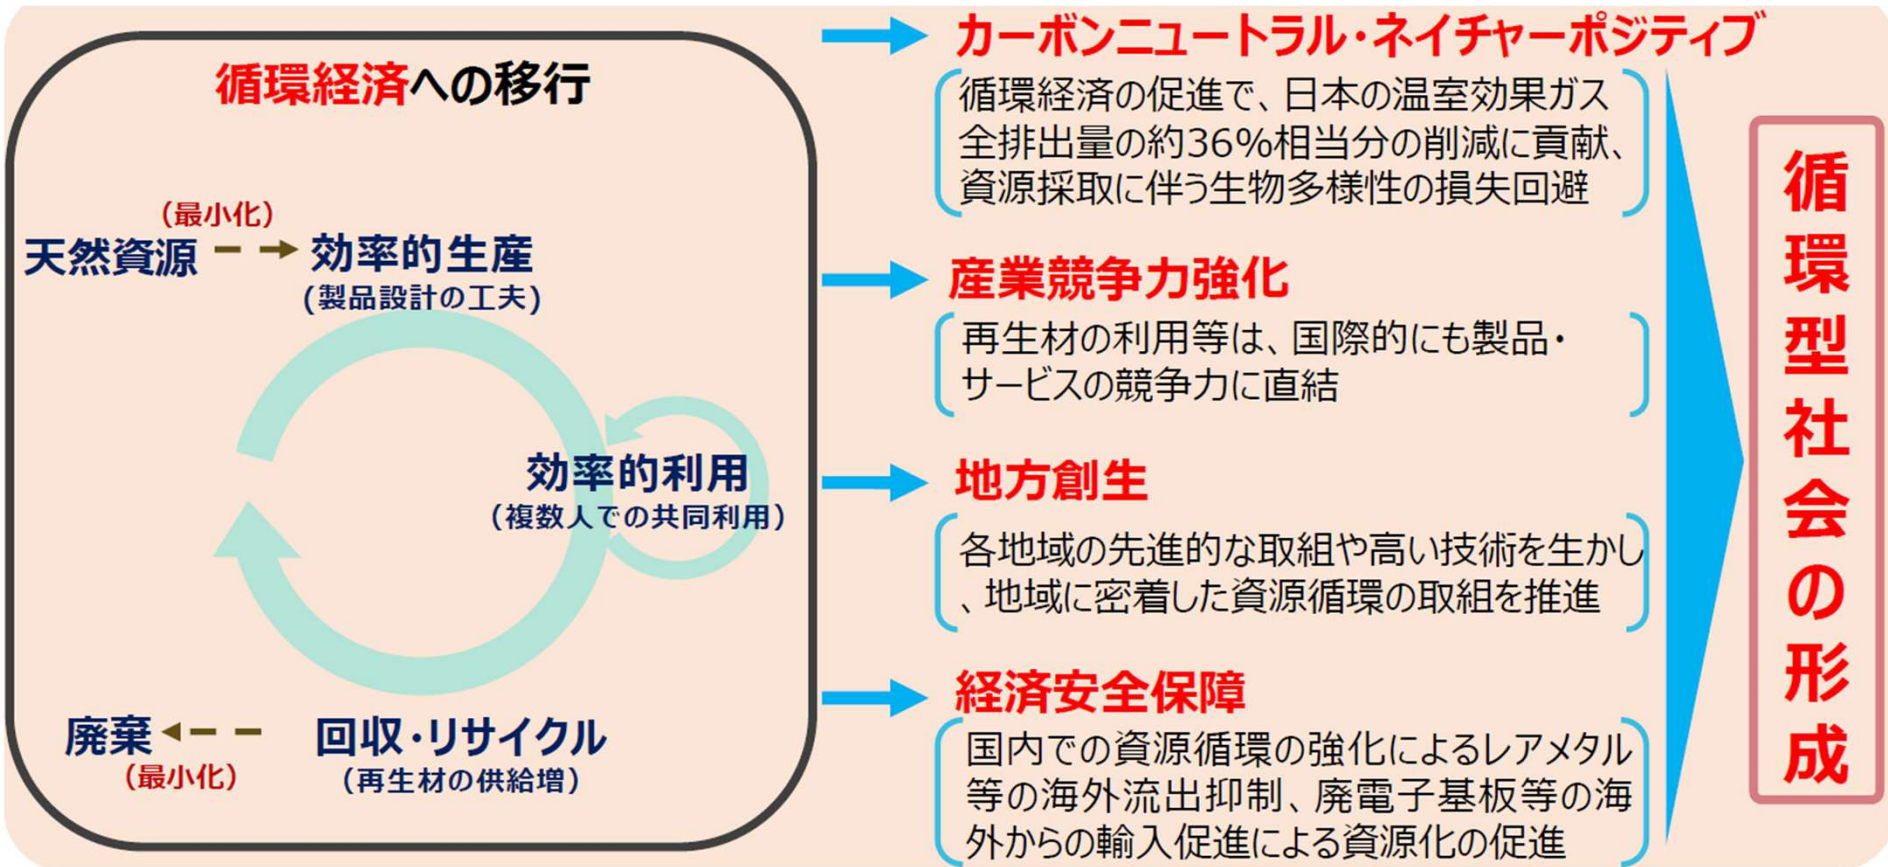 循環経済への移行
(最小化)
天然資源
効率的生産
(製品設計の工夫)
効率的利用
(複数人での共同利用)
廃棄
(最小化)
回収・リサイクル
(再生材の供給増)
カーボンニュートラル・ネイチャーポジティブ
循環経済の促進で、日本の温室効果ガス
全排出量の約36%相当分の削減に貢献、
資源採取に伴う生物多様性の損失回避
産業競争力強化
再生材の利用等は、国際的にも製品・
サービスの競争力に直結
地方創生
各地域の先進的な取組や高い技術を生かし
、地域に密着した資源循環の取組を推進
経済安全保障
国内での資源循環の強化によるレアメタル
等の海外流出抑制、廃電子基板等の海
外からの輸入促進による資源化の促進
循環型社会の形成